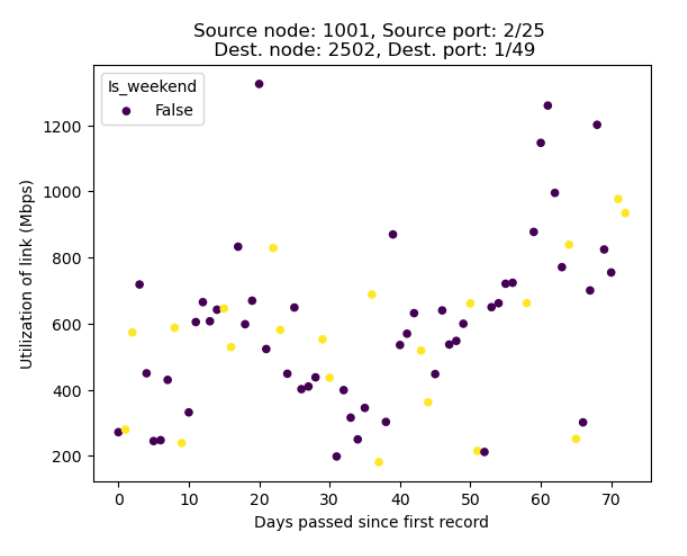 Source node: 1001, Source port: 2/25
Dest. node: 2502, Dest. port: 1/49
Is_weekend
False
Utilization of link (Mbps)
1200
1000
800
600
400
200
0 10 20 30 40 50 60 70
Days passed since first record